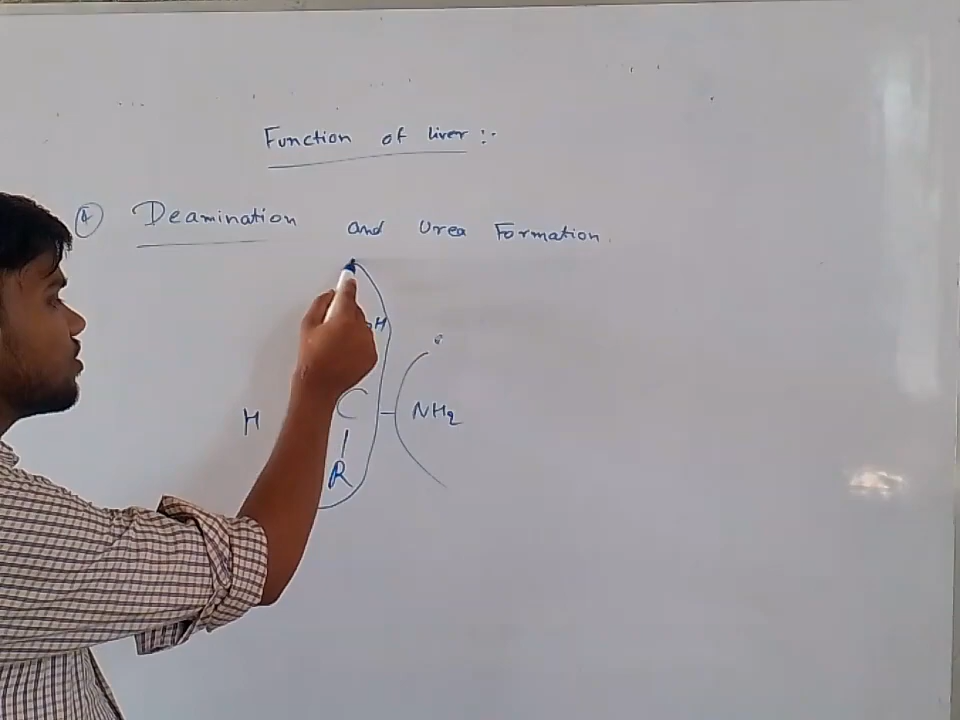 Function of liver :-
④ Deamination and Urea Formation
H
H C - NH2
R